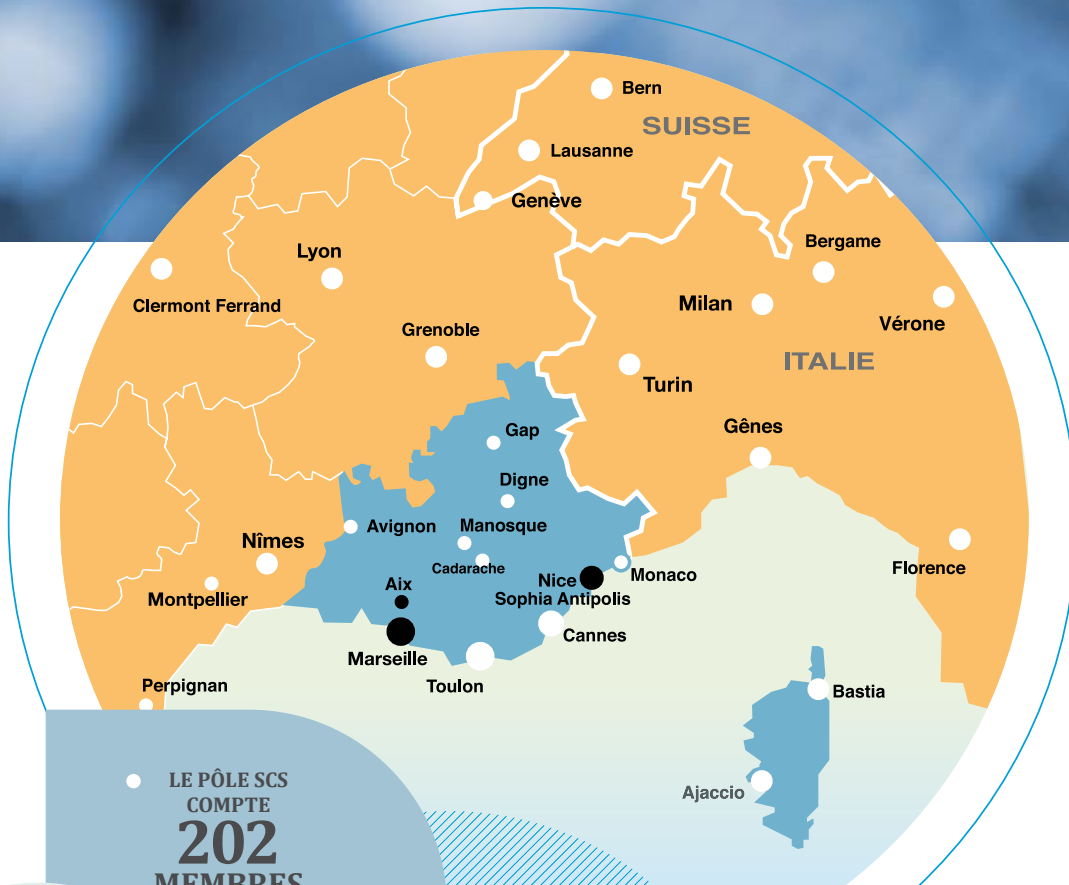 Bern
SUISSE
Lausanne
Genève
Bergame
Lyon
Clermont Ferrand
Milan
Vérone
Grenoble
ITALIE
Turin
Gênes
Gap
Digne
Avignon
Manosque
Nîmes
Cadarache
Florence
Monaco
Nice
Aix
Sophia Antipolis
Montpellier
Cannes
Marseille
Toulon
Perpignan
Bastia
Ajaccio
LE PÔLE SCS
COMPTE
202
MEMBRES